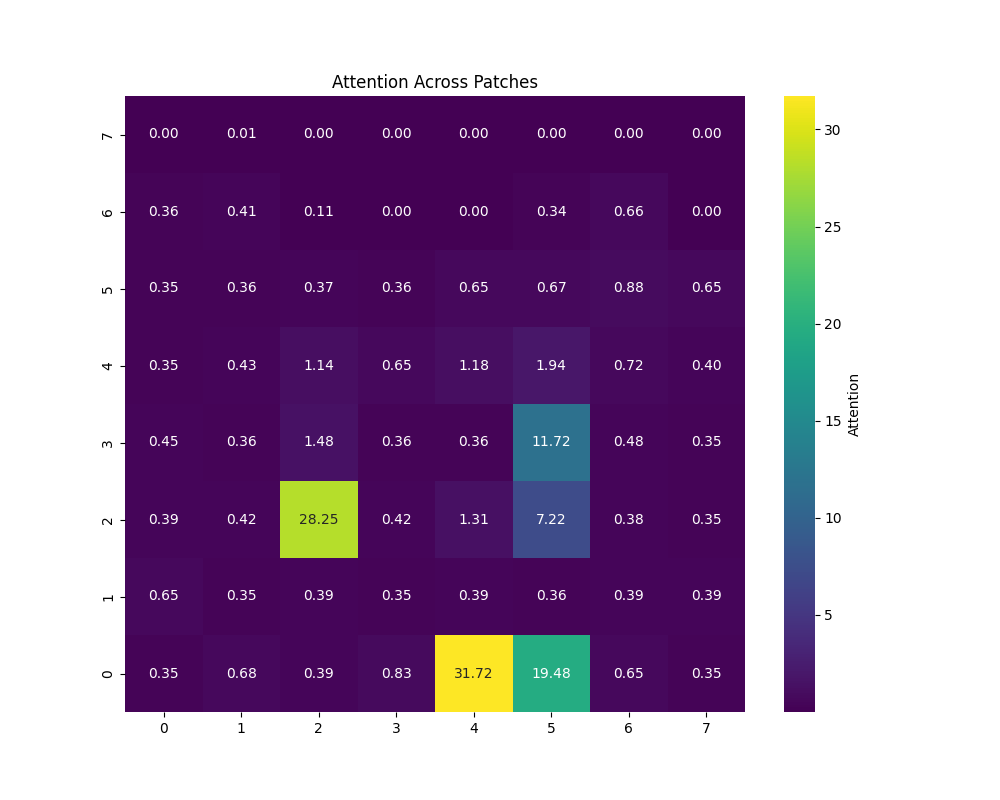 Attention Across Patches
7 0.00 0.01 0.00 0.00 0.00 0.00 0.00 0.00
6 0.36 0.41 0.11 0.00 0.00 0.34 0.66 0.00
5 0.35 0.36 0.37 0.36 0.65 0.67 0.88 0.65
4 0.35 0.43 1.14 0.65 1.18 1.94 0.72 0.40
3 0.45 0.36 1.48 0.36 0.36 11.72 0.48 0.35
2 0.39 0.42 28.25 0.42 1.31 7.22 0.38 0.35
1 0.65 0.35 0.39 0.35 0.39 0.36 0.39 0.39
0 0.35 0.68 0.39 0.83 31.72 19.48 0.65 0.35
0 1 2 3 4 5 6 7
30
25
20
15
10
5
Attention